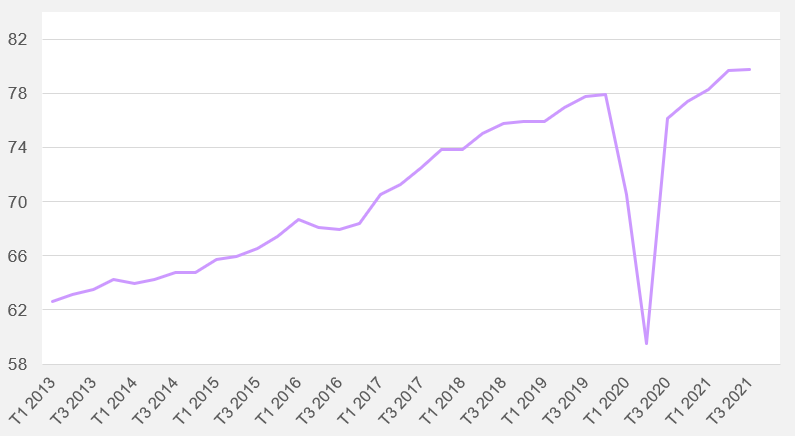 82
78
74
70
66
62
58
T1 2013
T3 2013
T1 2014
T3 2014
T1 2015
T3 2015
T1 2016
T3 2016
T1 2017
T3 2017
T1 2018
T3 2018
T1 2019
T3 2019
T1 2020
T3 2020
T1 2021
T3 2021